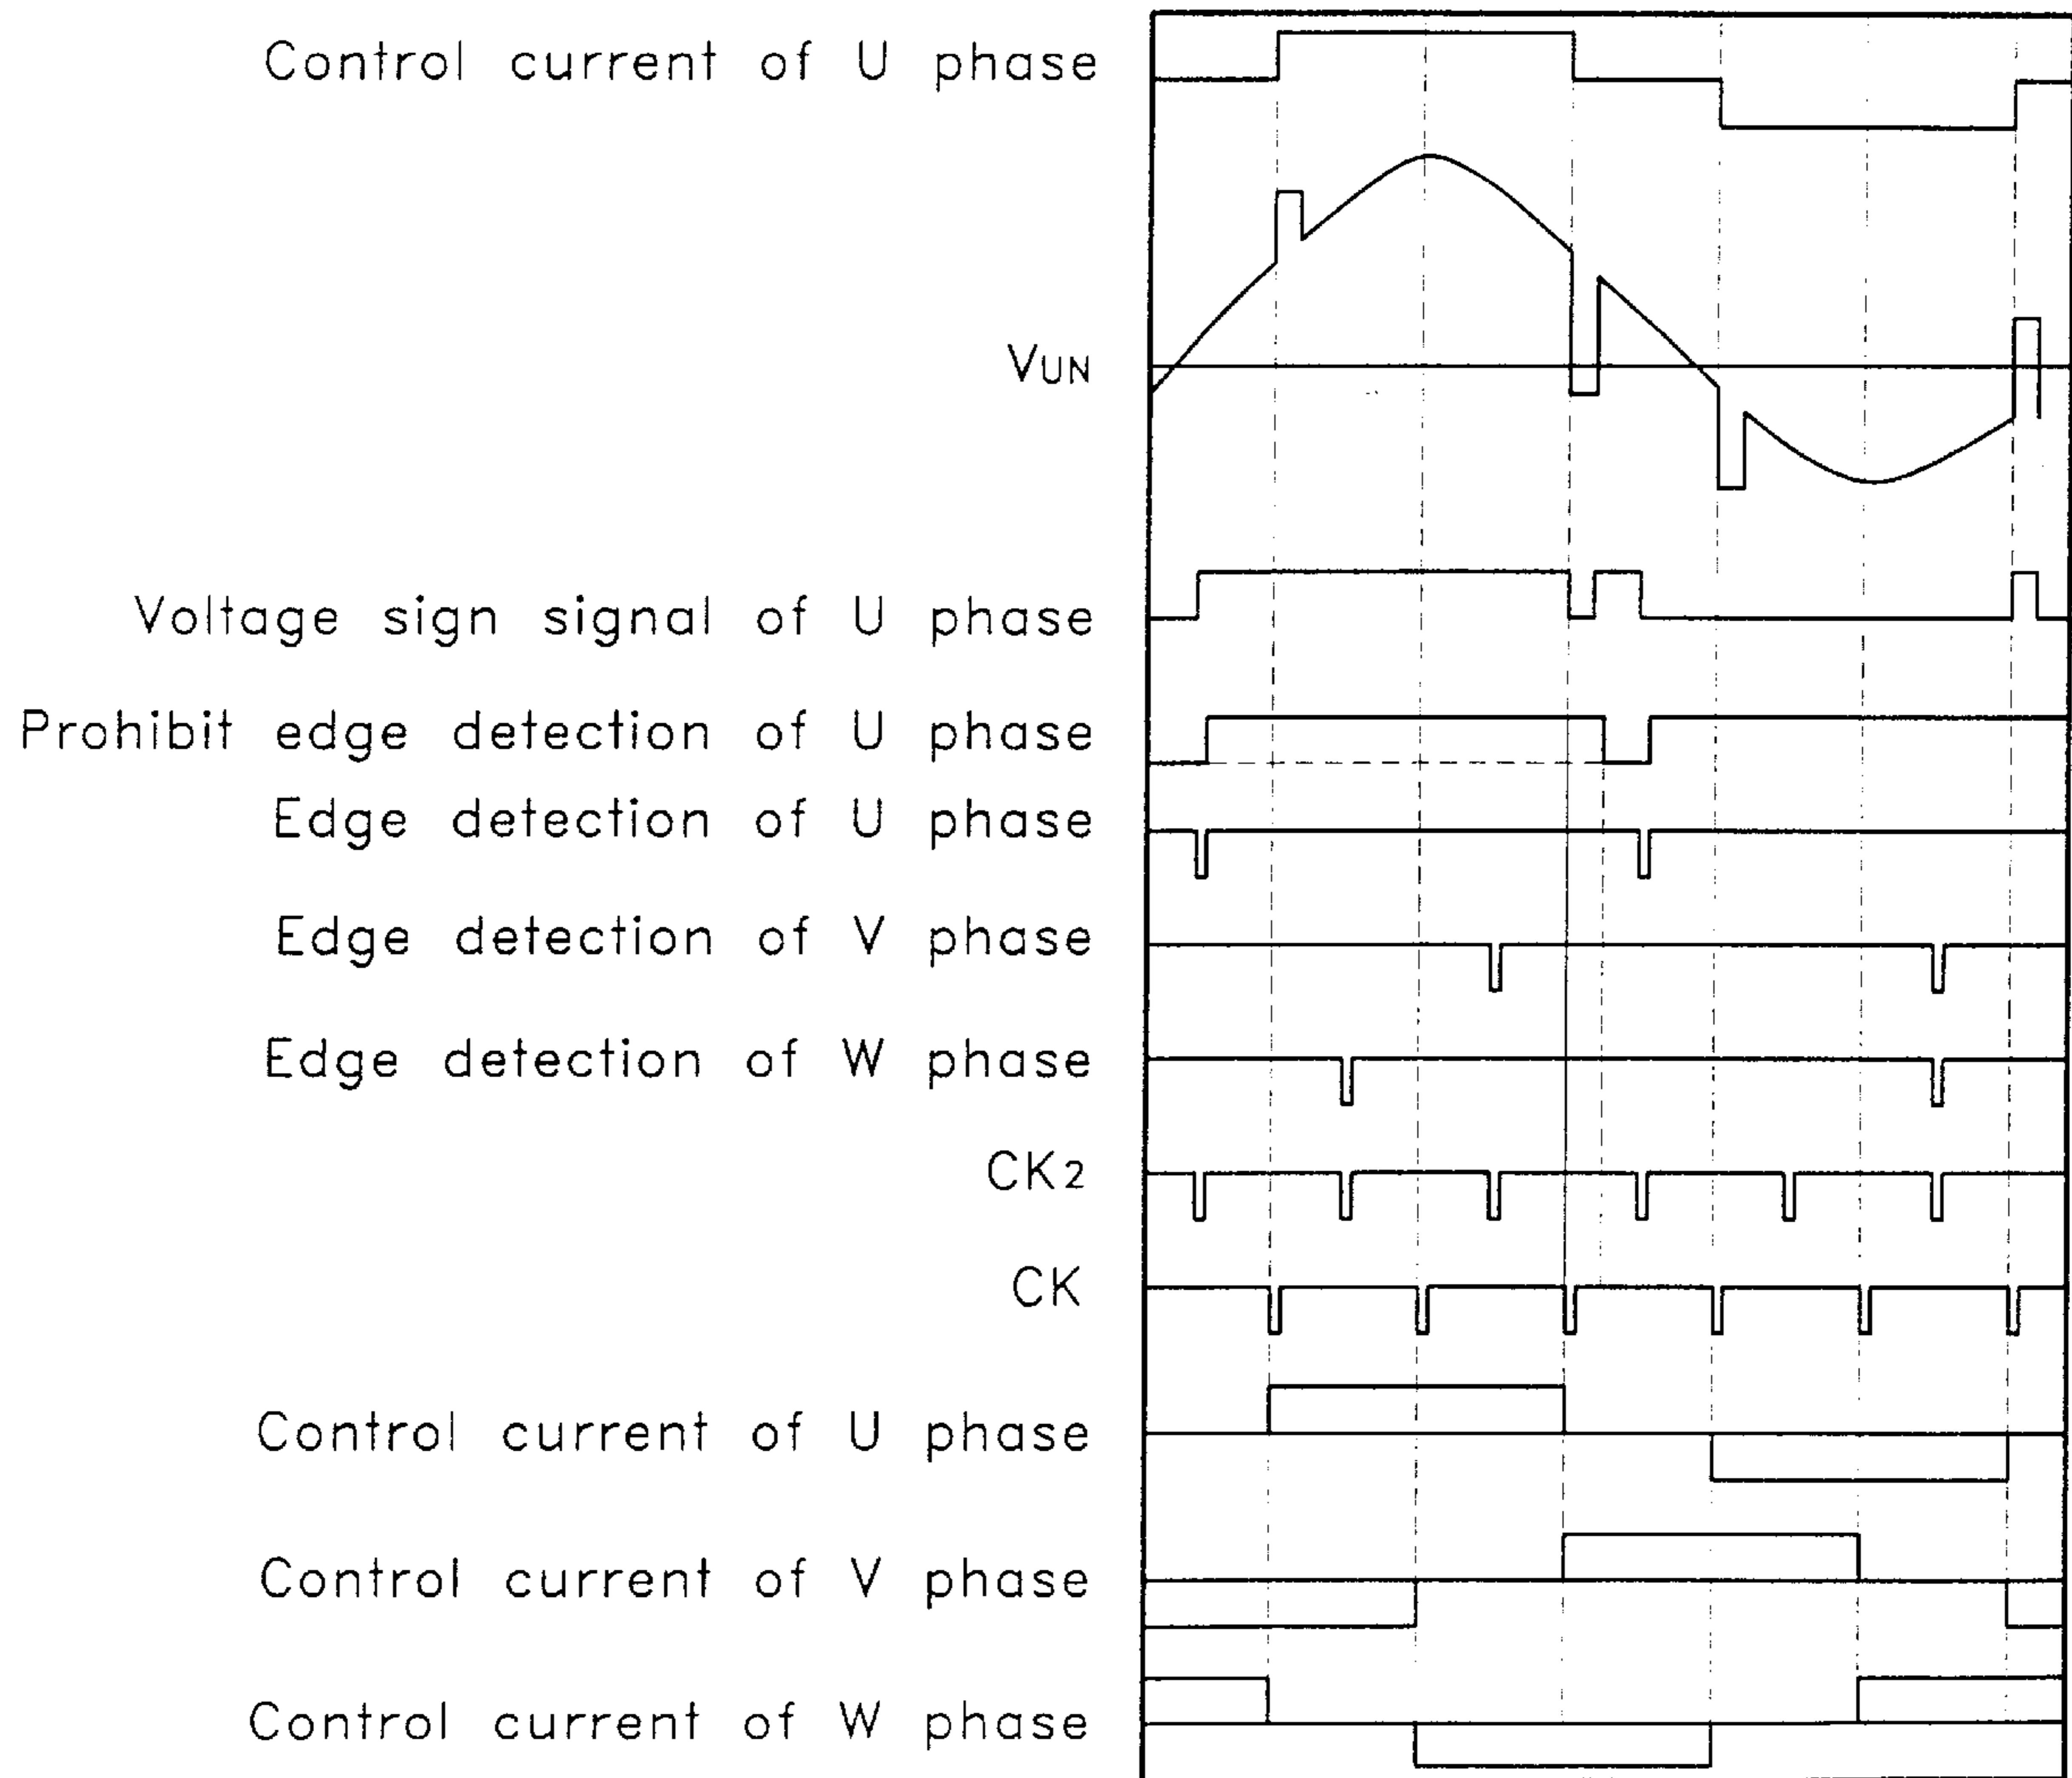 Control current of U phase
VUN
Voltage sign signal of U phase
Prohibit edge detection of U phase
Edge detection of U phase
Edge detection of V phase
Edge detection of W phase
CK2
CK
Control current of U phase
Control current of V phase
Control current of W phase